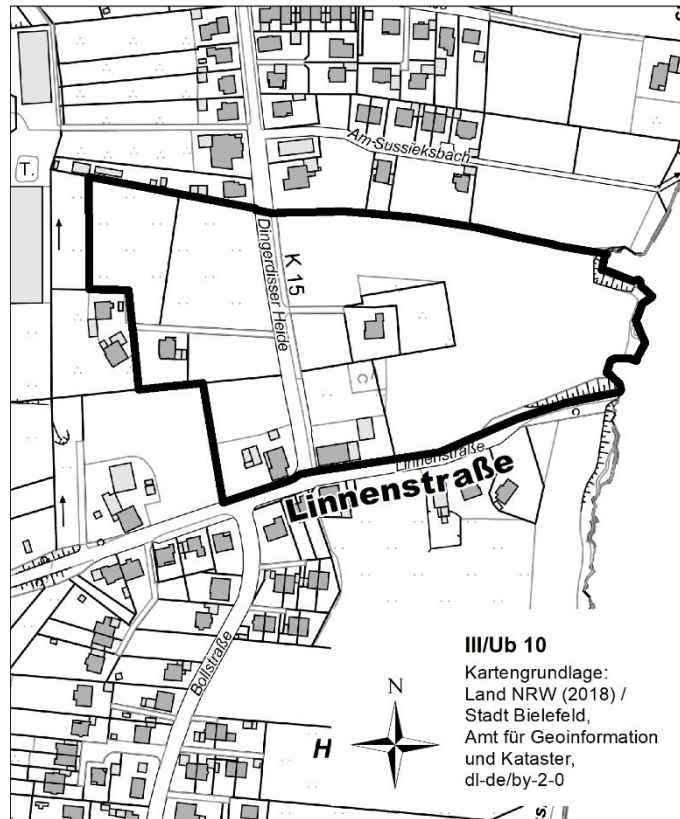 Am-Sussieksbach
T.
Dingerdisser Heide
K 15
Linnenstraße
Linnenstraße
Bollstraße
III/Ub 10
Kartengrundlage:
Land NRW (2018) /
Stadt Bielefeld,
Amt für Geoinformation
und Kataster,
dl-de/by-2-0
N
H